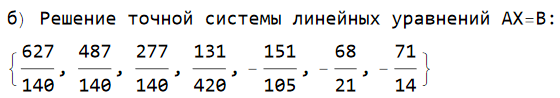 б) Решение точной системы линейных уравнений AX=B:
{627/140, 487/140, 277/140, 131/420, -151/105, -68/21, -71/14}